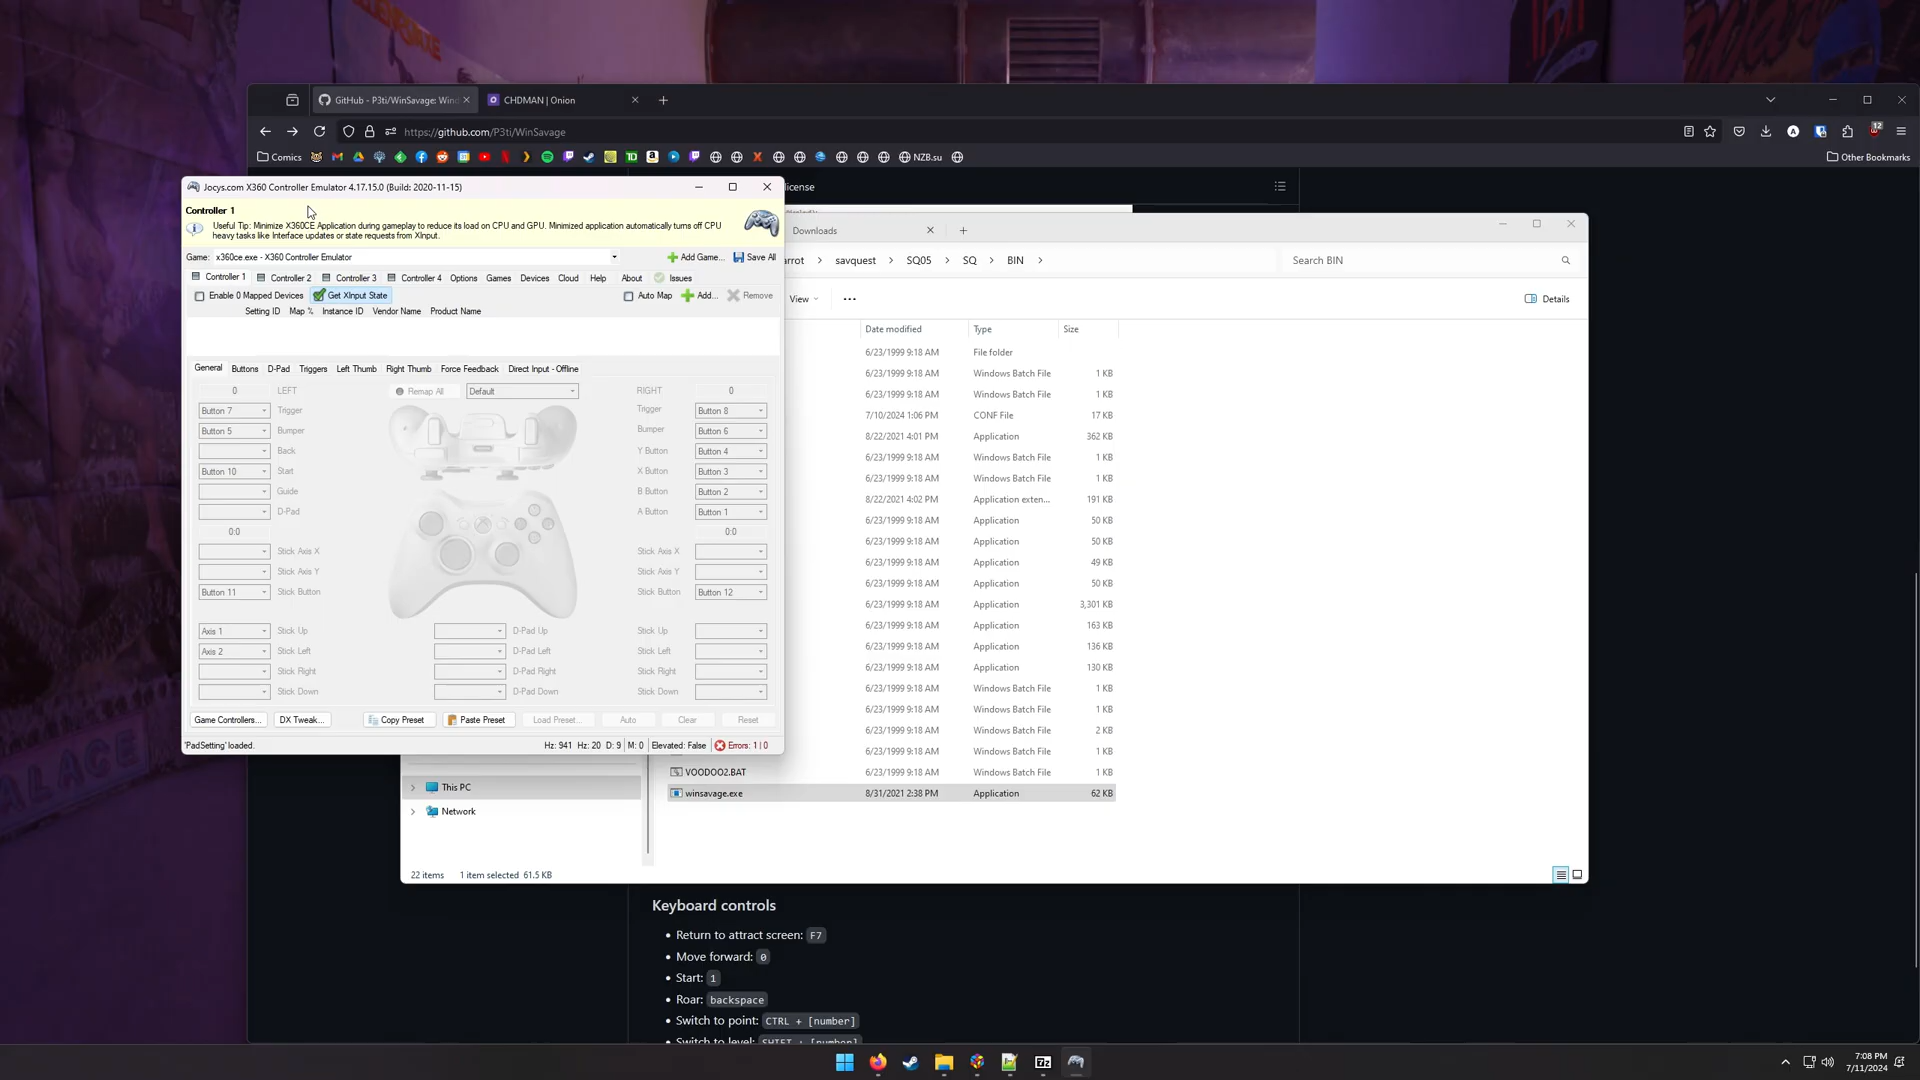 GitHub - P3ti/WinSavage: Wind
CHDMAN | Onion
https://github.com/P3ti/WinSavage
12
Comics
NZB.su
Other Bookmarks
Jocys.com X360 Controller Emulator 4.17.15.0 (Build: 2020-11-15)
license
Controller 1
Useful Tip: Minimize X360CE Application during gameplay to reduce its load on CPU and GPU. Minimized application automatically turns off CPU
heavy tasks like Interface updates or state requests from XInput.
Downloads
Game: x360ce.exe - X360 Controller Emulator
Add Game...
Save All
arrot > savquest > SQ05 > SQ > BIN >
Search BIN
Controller 1 Controller 2 Controller 3 Controller 4 Options Games Devices Cloud Help About Issues
Enable 0 Mapped Devices Get XInput State Auto Map Add... Remove
View
Details
Setting ID Map % Instance ID Vendor Name Product Name
Date modified Type Size
6/23/1999 9:18 AM File folder
6/23/1999 9:18 AM Windows Batch File 1 KB
6/23/1999 9:18 AM Windows Batch File 1 KB
7/10/2024 1:06 PM CONF File 17 KB
8/22/2021 4:01 PM Application 362 KB
6/23/1999 9:18 AM Windows Batch File 1 KB
6/23/1999 9:18 AM Windows Batch File 1 KB
8/22/2021 4:02 PM Application exten... 191 KB
6/23/1999 9:18 AM Application 50 KB
6/23/1999 9:18 AM Application 50 KB
6/23/1999 9:18 AM Application 49 KB
6/23/1999 9:18 AM Application 50 KB
6/23/1999 9:18 AM Application 3,301 KB
6/23/1999 9:18 AM Application 163 KB
6/23/1999 9:18 AM Application 136 KB
6/23/1999 9:18 AM Application 130 KB
6/23/1999 9:18 AM Windows Batch File 1 KB
6/23/1999 9:18 AM Windows Batch File 1 KB
6/23/1999 9:18 AM Windows Batch File 2 KB
6/23/1999 9:18 AM Windows Batch File 1 KB
VOODOO2.BAT 6/23/1999 9:18 AM Windows Batch File 1 KB
winsavage.exe 8/31/2021 2:38 PM Application 62 KB
General Buttons D-Pad Triggers Left Thumb Right Thumb Force Feedback Direct Input - Offline
0 LEFT Remap All Default RIGHT 0
Button 7 Trigger Trigger Button 8
Button 5 Bumper Bumper Button 6
Back Y Button Button 4
Button 10 Start X Button Button 3
Guide B Button Button 2
D-Pad A Button Button 1
0:0 0:0
Stick Axis X Stick Axis X
Stick Axis Y Stick Axis Y
Button 11 Stick Button Stick Button Button 12
Axis 1 Stick Up D-Pad Up Stick Up
Axis 2 Stick Left D-Pad Left Stick Left
Stick Right D-Pad Right Stick Right
Stick Down D-Pad Down Stick Down
Game Controllers... DX Tweak... Copy Preset Paste Preset Load Preset... Auto Clear Reset
'PadSetting' loaded. Hz: 941 Hz: 20 D: 9 M: 0 Elevated: False Errors: 1 | 0
This PC
Network
22 items 1 item selected 61.5 KB
Keyboard controls
Return to attract screen: F7
Move forward: 0
Start: 1
Roar: backspace
Switch to point: CTRL + [number]
Switch to level: SHIFT + [number]
7z
7:08 PM
7/11/2024